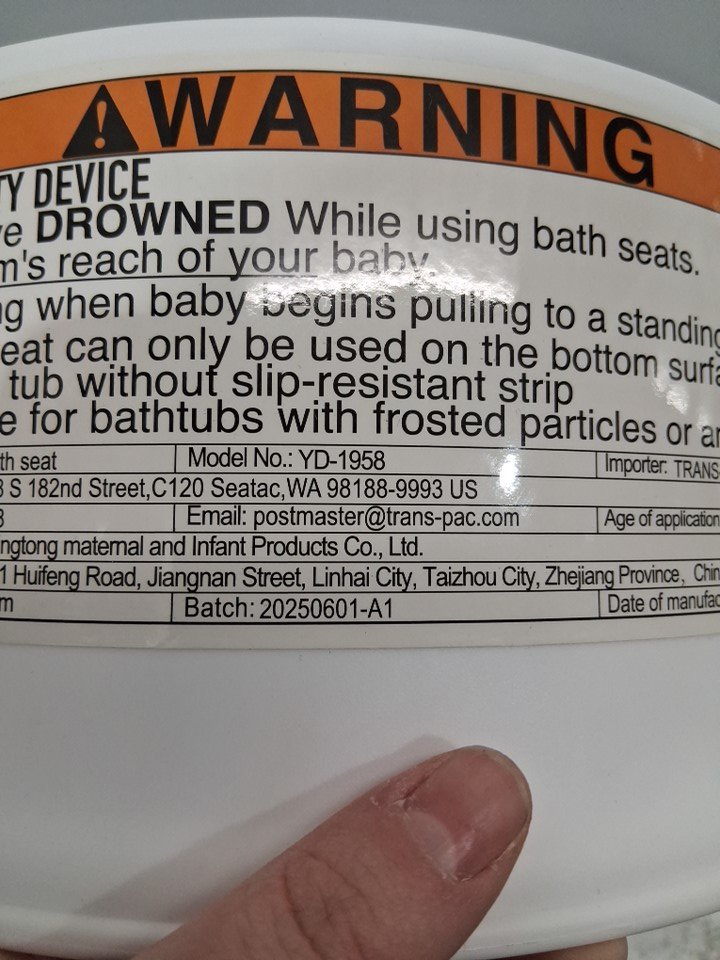 WARNING
TY DEVICE
ve DROWNED While using bath seats.
m's reach of your baby.
ng when baby begins pulling to a standing
eat can only be used on the bottom surfa
tub without slip-resistant strip
e for bathtubs with frosted particles or an
th seat Model No.: YD-1958 Importer: TRANS-
8 S 182nd Street,C120 Seatac,WA 98188-9993 US
3 Email: postmaster@trans-pac.com Age of application
ngtong maternal and Infant Products Co., Ltd.
1 Huifeng Road, Jiangnan Street, Linhai City, Taizhou City, Zhejiang Province, Chin
m Batch: 20250601-A1 Date of manufac